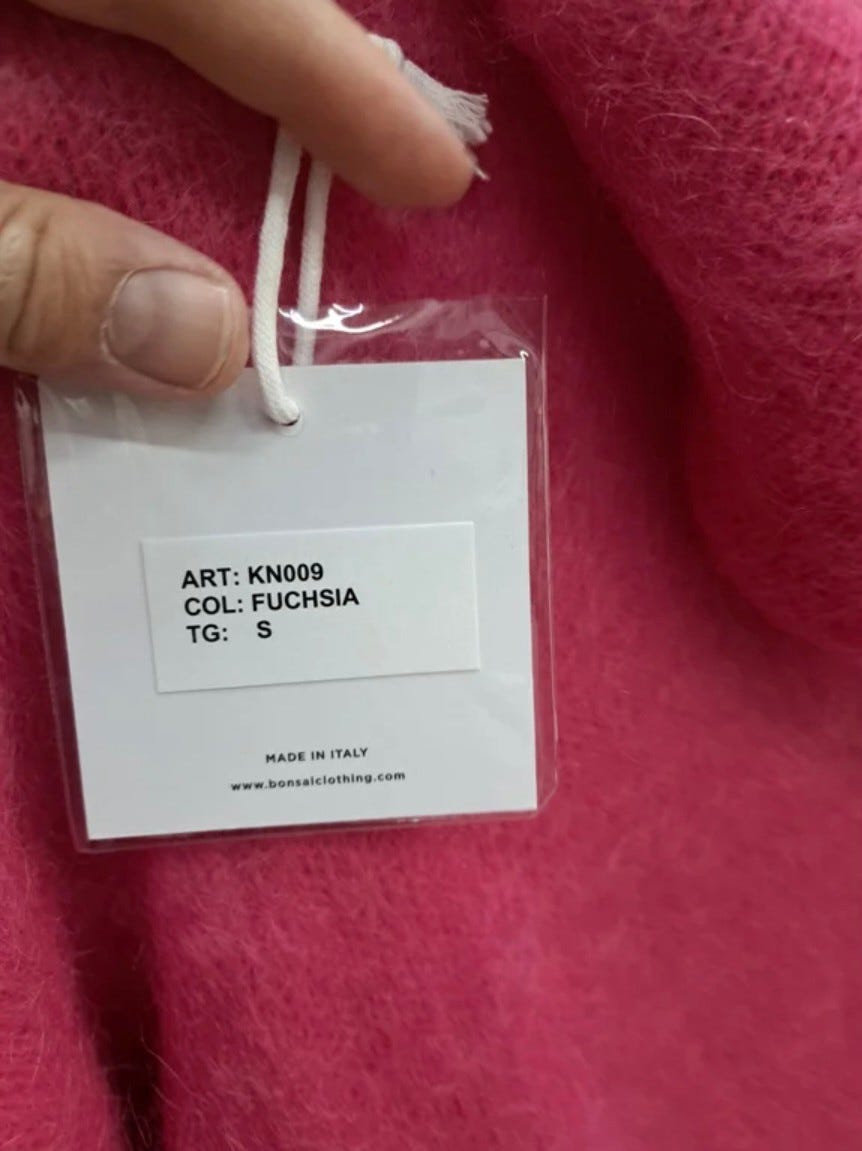 ART: KN009
COL: FUCHSIA
TG: S
MADE IN ITALY
www.bonsaiclothing.com